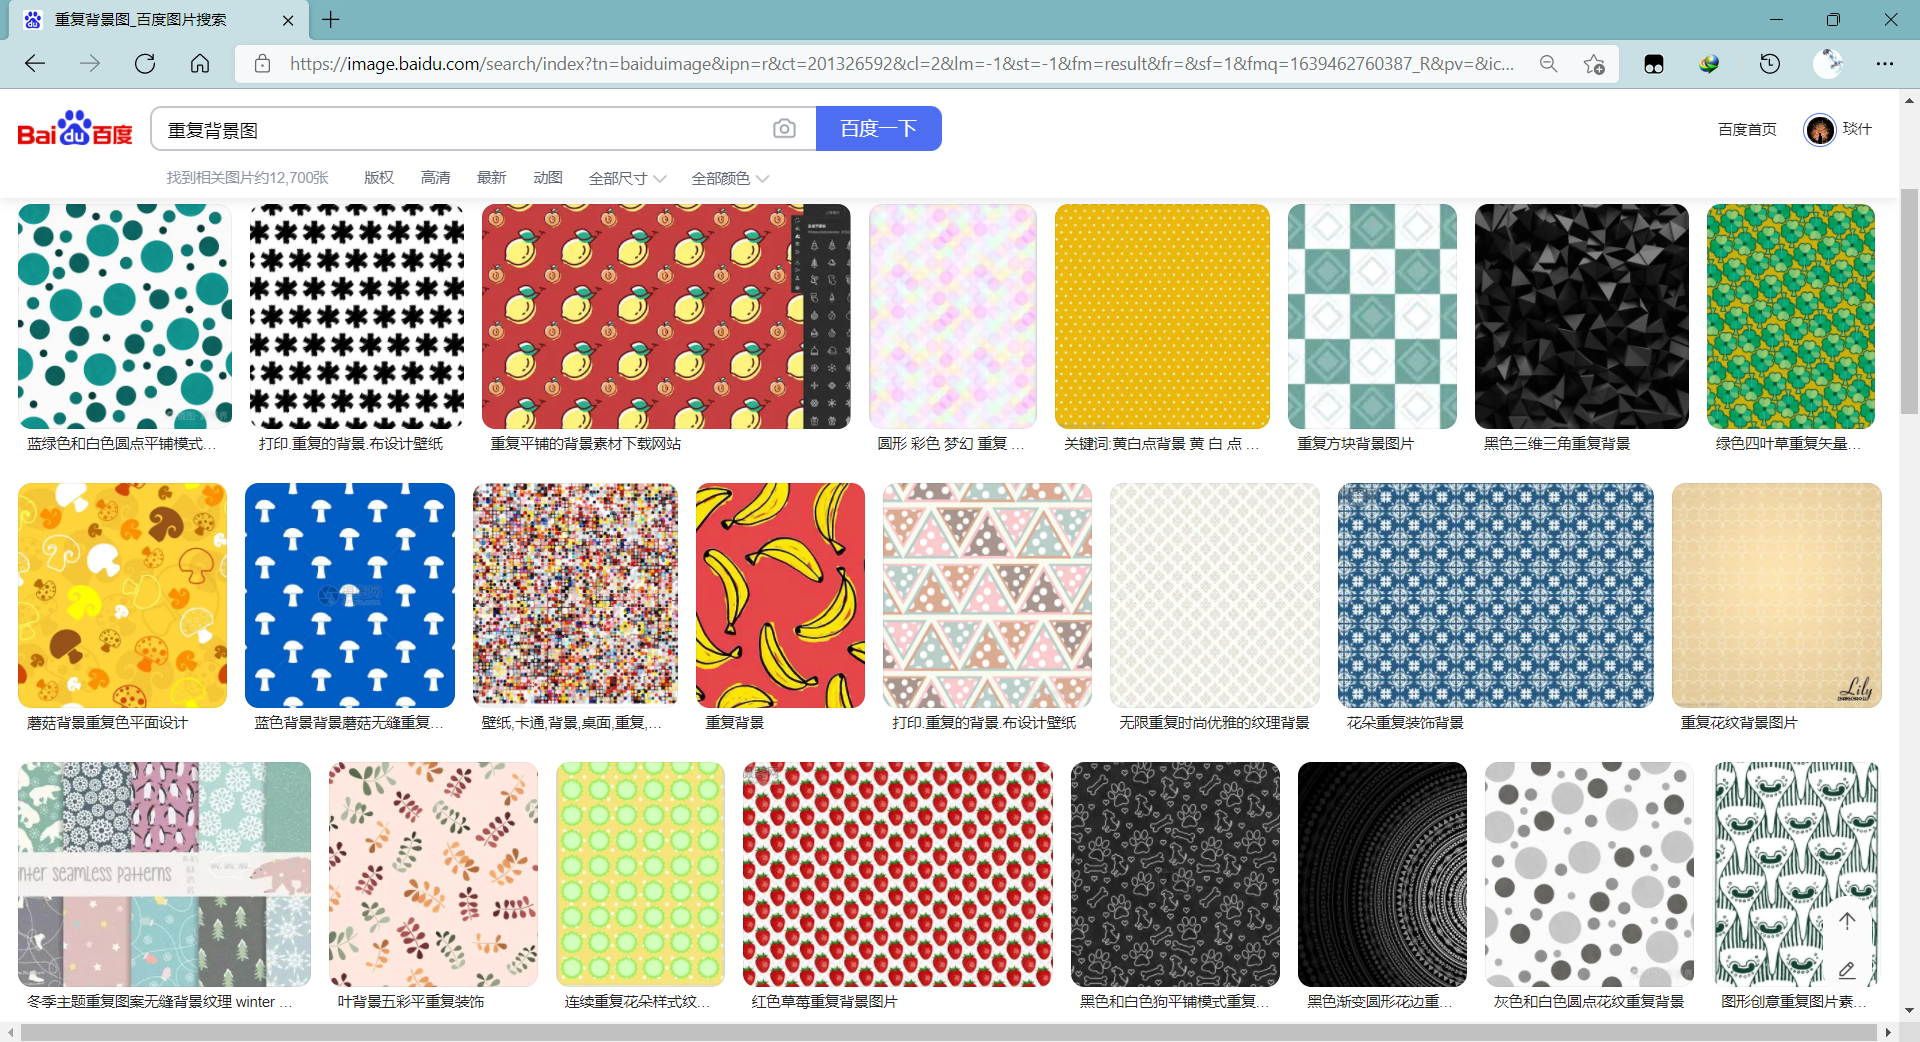 重复背景图_百度图片搜索
https://image.baidu.com/search/index?tn=baiduimage&ipn=r&ct=201326592&cl=2&lm=-1&st=-1&fm=result&fr=&sf=1&fmq=1639462760387_R&pv=&ic...
Bai du 百度
重复背景图
百度一下
百度首页
琰什
找到相关图片约12,700张
版权
高清
最新
动图
全部尺寸
全部颜色
蓝绿色和白色圆点平铺模式...
打印.重复的背景.布设计壁纸
重复平铺的背景素材下载网站
圆形 彩色 梦幻 重复 ...
关键词:黄白点背景 黄 白 点 ...
重复方块背景图片
黑色三维三角重复背景
绿色四叶草重复矢量...
Lily
蘑菇背景重复色平面设计
蓝色背景背景蘑菇无缝重复...
壁纸,卡通,背景,桌面,重复,...
重复背景
打印.重复的背景.布设计壁纸
无限重复时尚优雅的纹理背景
花朵重复装饰背景
重复花纹背景图片
nter seamless patterns
冬季主题重复图案无缝背景纹理 winter ...
叶背景五彩平重复装饰
连续重复花朵样式纹...
红色草莓重复背景图片
黑色和白色狗平铺模式重复...
黑色渐变圆形花边重...
灰色和白色圆点花纹重复背景
图形创意重复图片素...